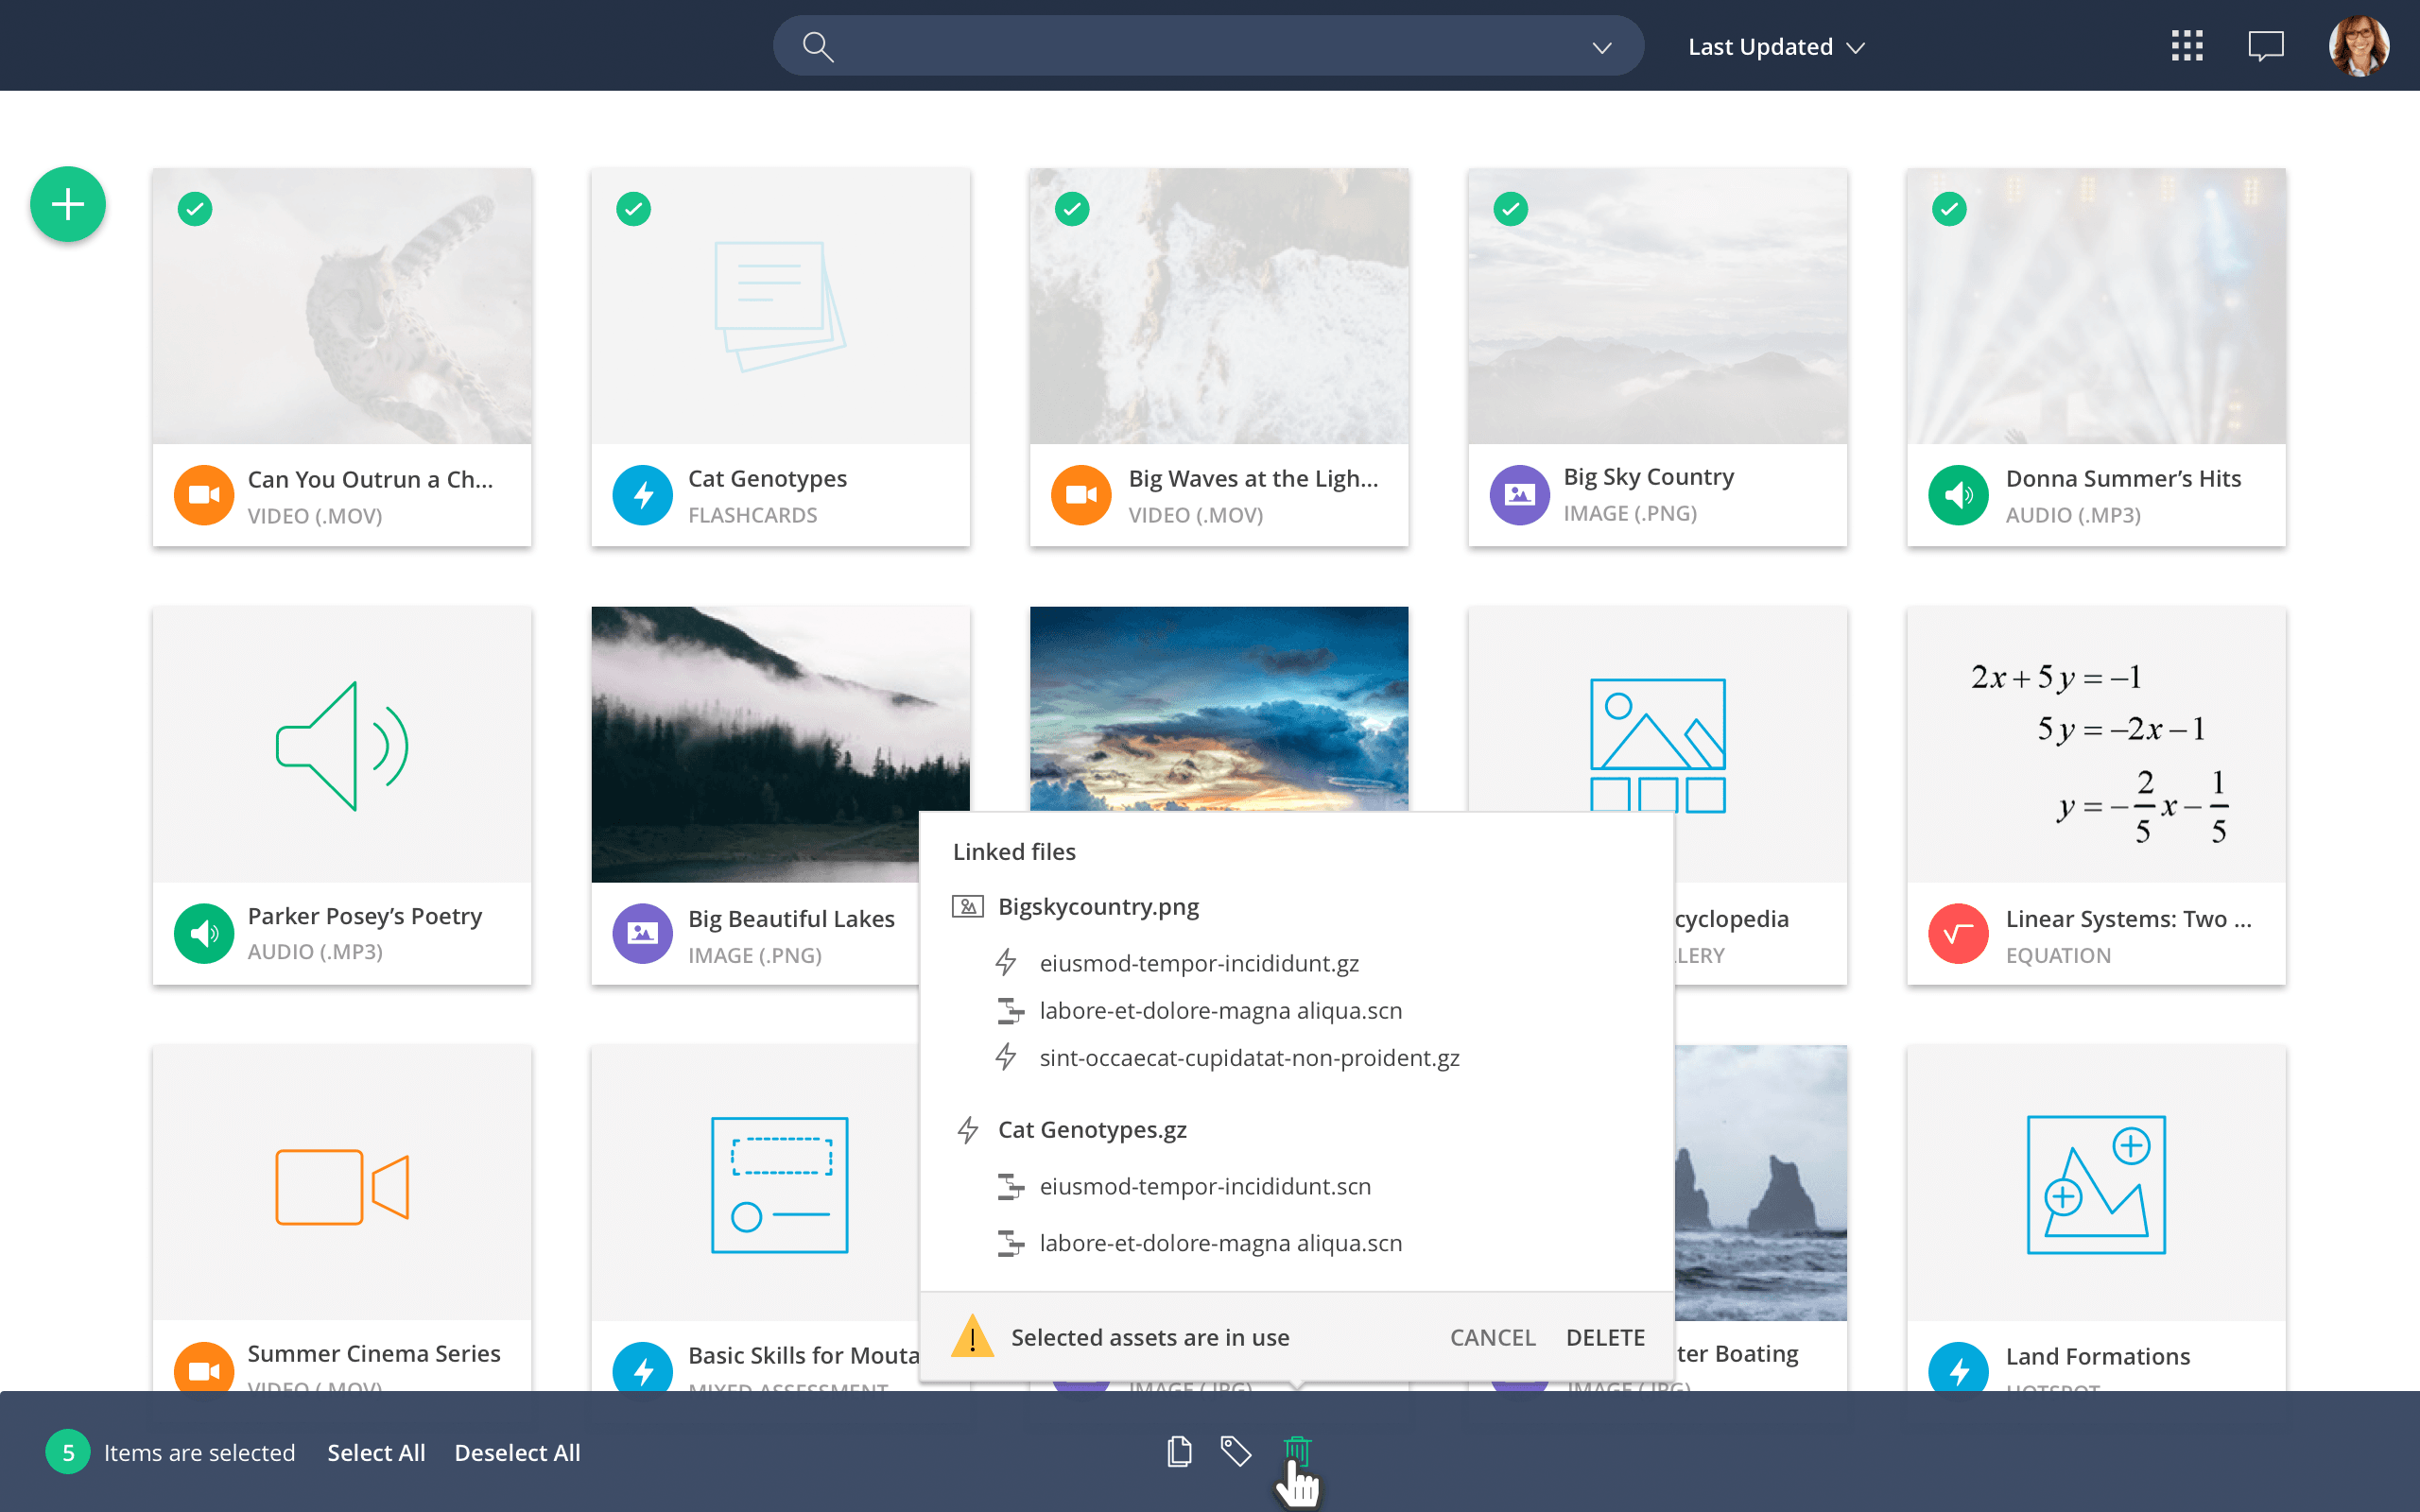 Last Updated
Can You Outrun a Ch...
VIDEO (.MOV)
Cat Genotypes
FLASHCARDS
Big Waves at the Ligh...
VIDEO (.MOV)
Big Sky Country
IMAGE (.PNG)
Donna Summer’s Hits
AUDIO (.MP3)
2x + 5y = –1
5y = –2x – 1
y = – 2/5 x – 1/5
Parker Posey’s Poetry
AUDIO (.MP3)
Big Beautiful Lakes
IMAGE (.PNG)
cyclopedia
LERY
Linear Systems: Two ...
EQUATION
Linked files
Bigskycountry.png
eiusmod-tempor-incididunt.gz
labore-et-dolore-magna aliqua.scn
sint-occaecat-cupidatat-non-proident.gz
Cat Genotypes.gz
eiusmod-tempor-incididunt.scn
labore-et-dolore-magna aliqua.scn
Selected assets are in use
CANCEL
DELETE
Summer Cinema Series
VIDEO (.MOV)
Basic Skills for Mouta
MIXED ASSESSMENT
IMAGE (.JPG)
ter Boating
IMAGE (.JPG)
Land Formations
HOTSPOT
5 Items are selected
Select All
Deselect All